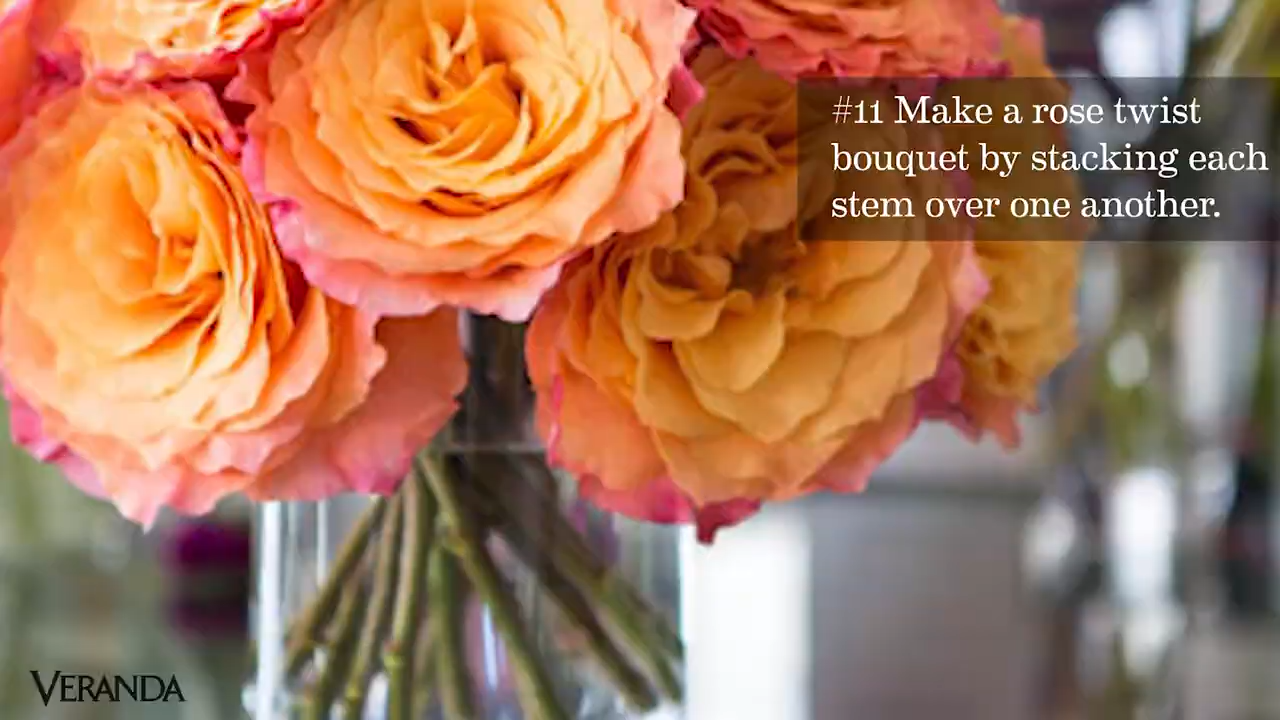 #11 Make a rose twist
bouquet by stacking each
stem over one another.
VERANDA